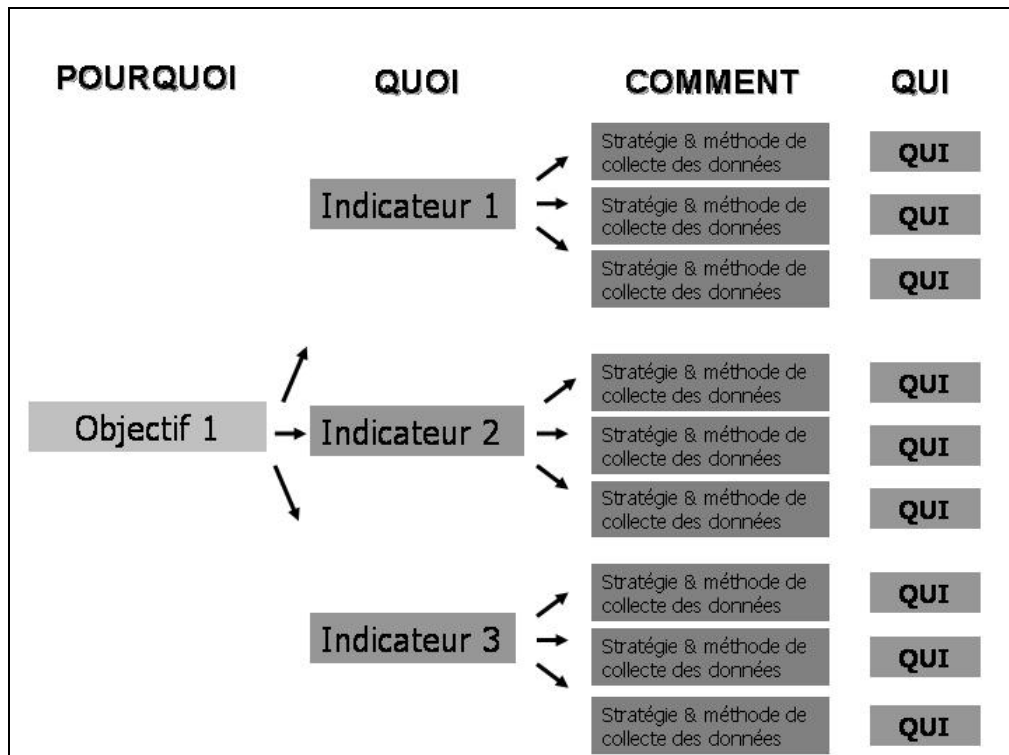 POURQUOI QUOI COMMENT QUI
Stratégie & méthode de
collecte des données
QUI
Indicateur 1
Stratégie & méthode de
collecte des données
QUI
Stratégie & méthode de
collecte des données
QUI
Objectif 1
Stratégie & méthode de
collecte des données
QUI
Indicateur 2
Stratégie & méthode de
collecte des données
QUI
Stratégie & méthode de
collecte des données
QUI
Stratégie & méthode de
collecte des données
QUI
Indicateur 3
Stratégie & méthode de
collecte des données
QUI
Stratégie & méthode de
collecte des données
QUI